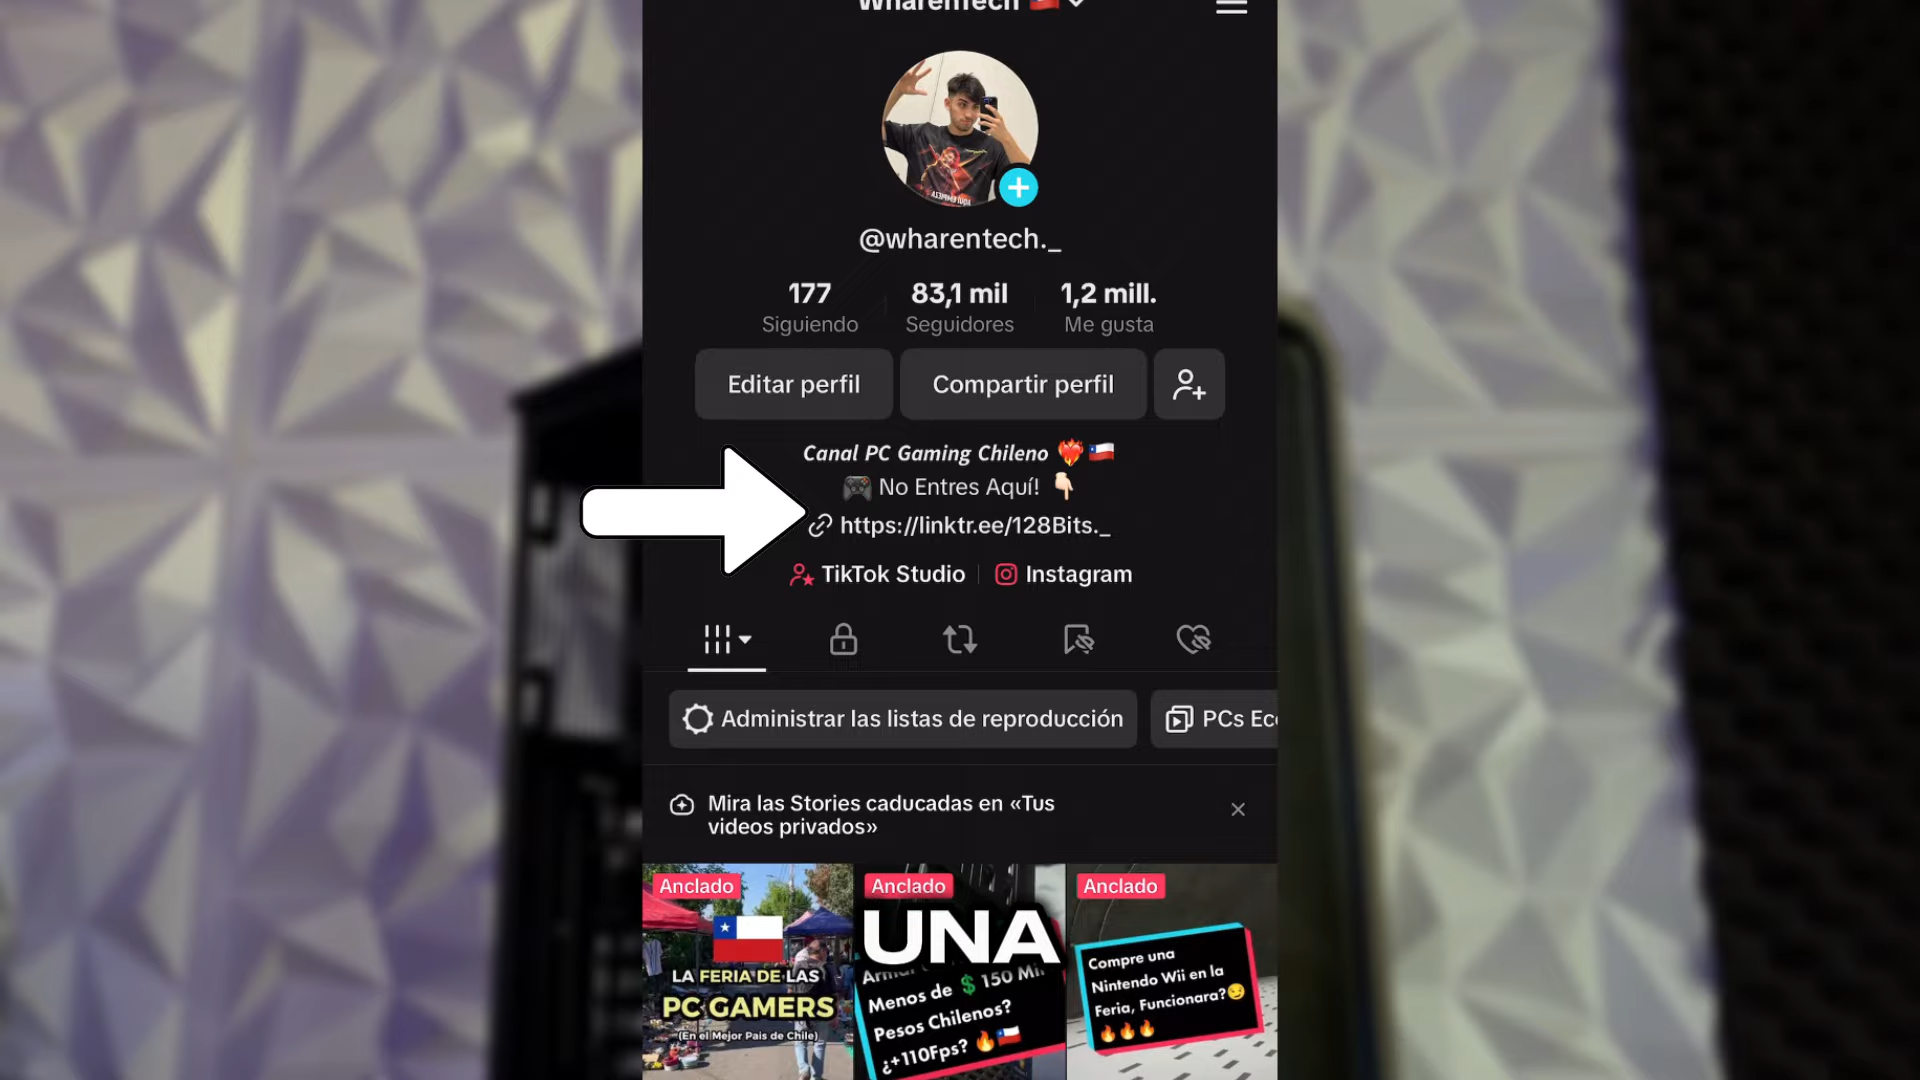 WharenTech
@wharentech._
177 83,1 mil 1,2 mill.
Siguiendo Seguidores Me gusta
Editar perfil Compartir perfil
Canal PC Gaming Chileno ❤️‍🔥🇨🇱
🎮 No Entres Aquí! 👇🏻
https://linktr.ee/128Bits._
TikTok Studio Instagram
Administrar las listas de reproducción PCs Ec
Mira las Stories caducadas en «Tus
videos privados»
Anclado
LA FERIA DE LAS
PC GAMERS
(En el Mejor Pais de Chile)
Anclado
UNA
Menos de 💲150 Mil
Pesos Chilenos?
¿+110Fps? 🔥🇨🇱
Anclado
Compre una
Nintendo Wii en la
Feria, Funcionara?😏
🔥🔥🔥